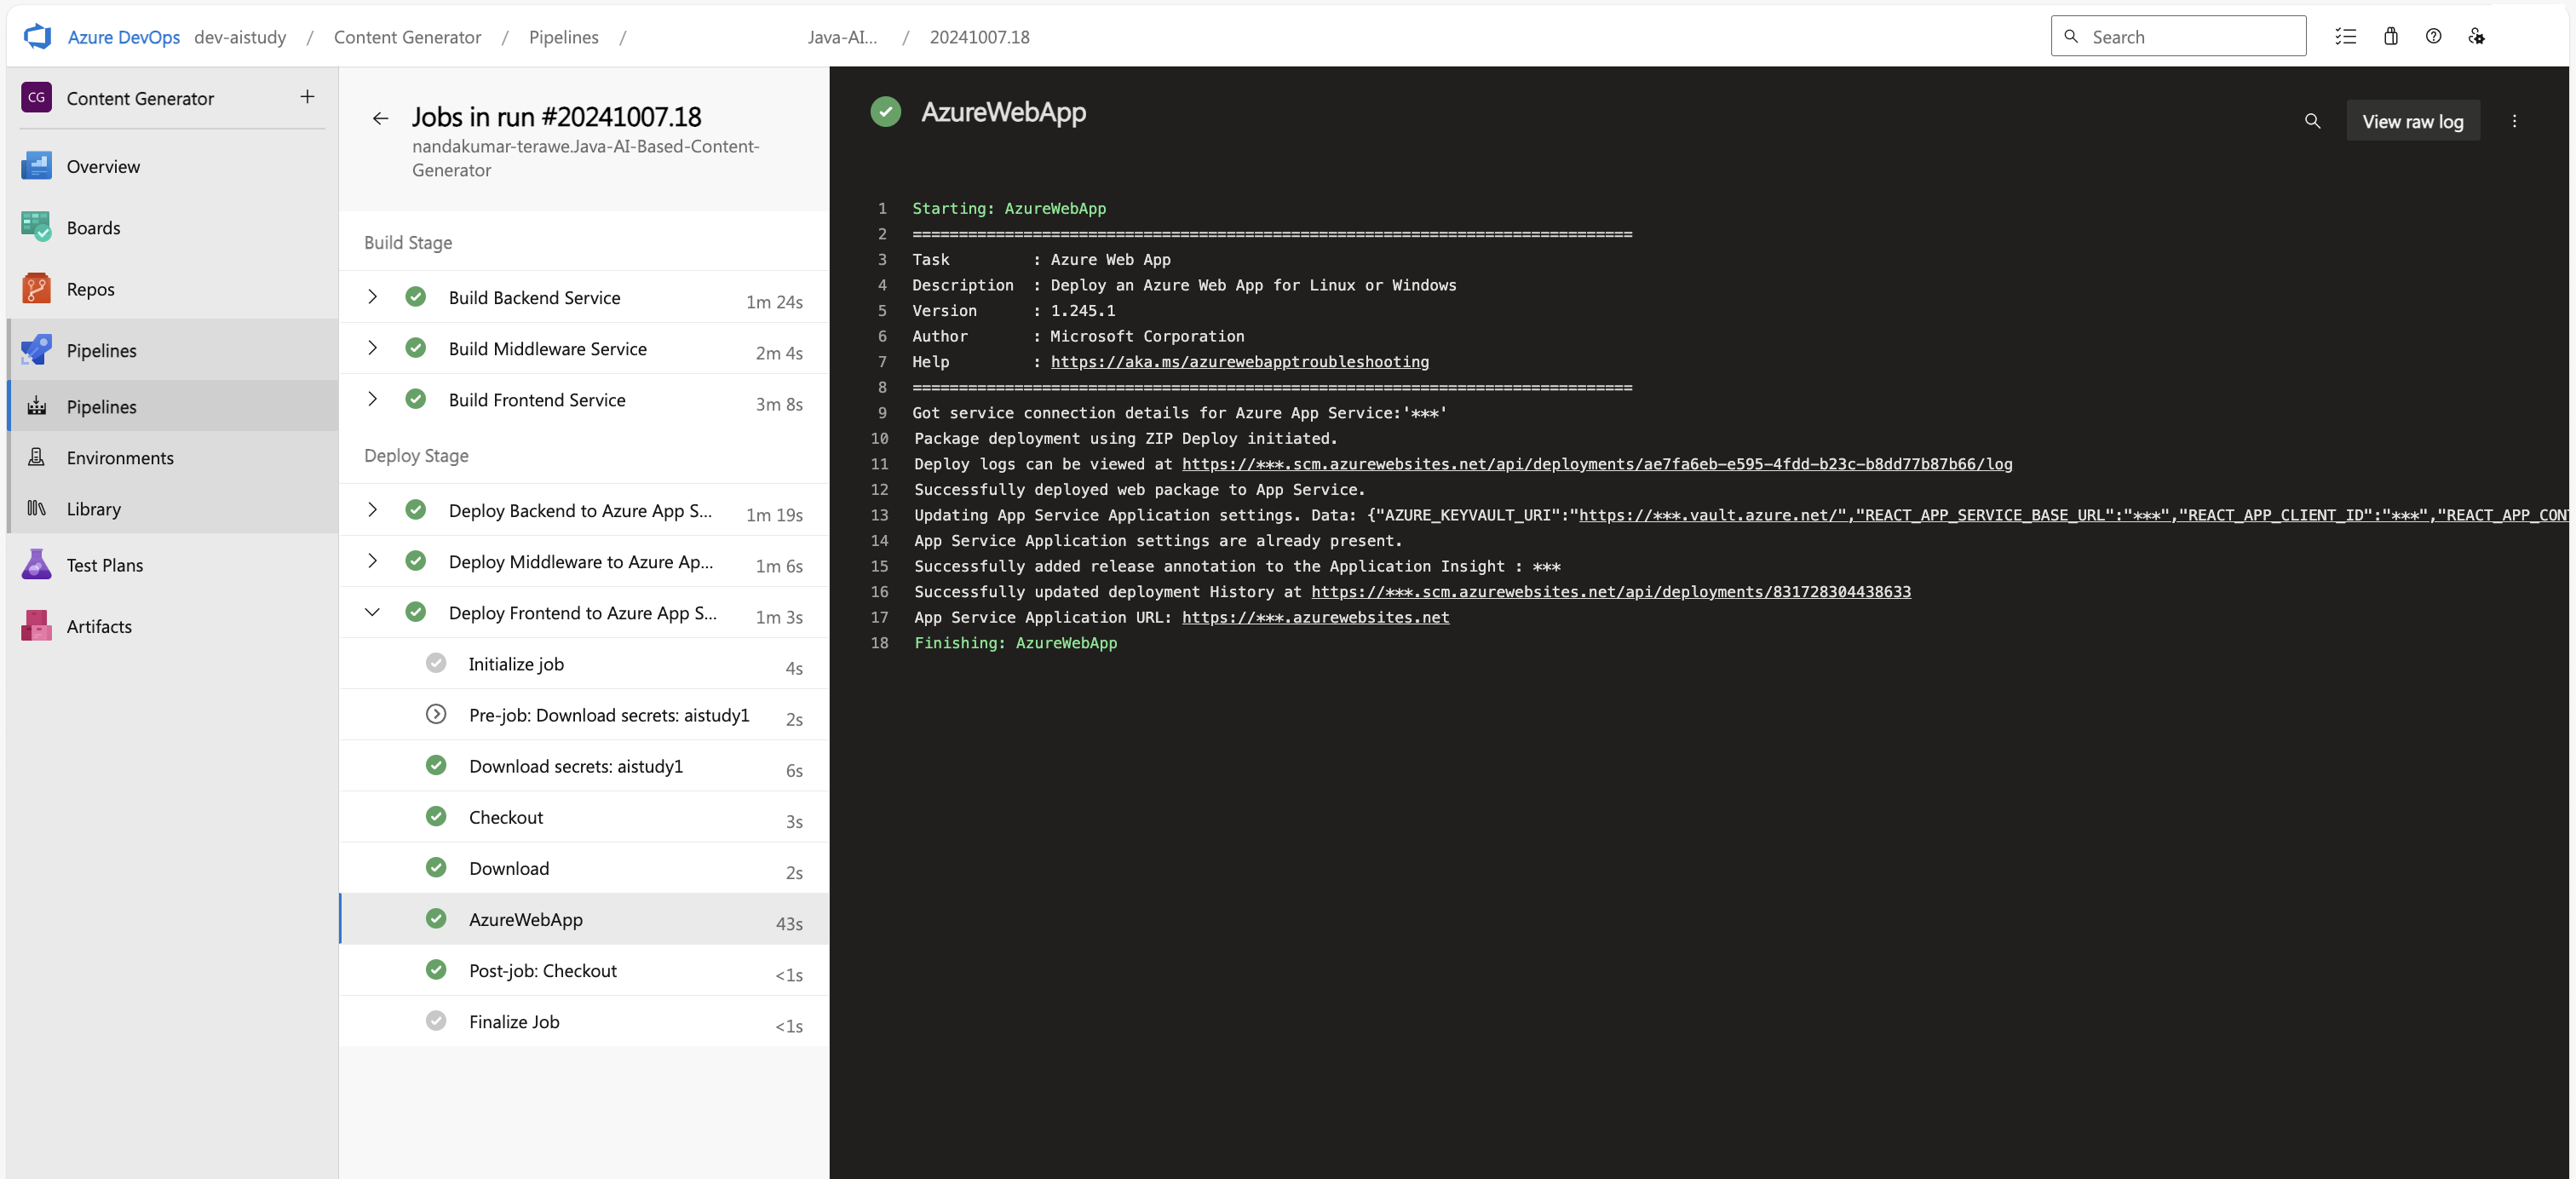 Azure DevOps dev-aistudy / Content Generator / Pipelines / Java-AI... / 20241007.18
Search
CG Content Generator +
Overview
Boards
Repos
Pipelines
Pipelines
Environments
Library
Test Plans
Artifacts
Jobs in run #20241007.18
nandakumar-terawe.Java-AI-Based-Content-
Generator
Build Stage
Build Backend Service 1m 24s
Build Middleware Service 2m 4s
Build Frontend Service 3m 8s
Deploy Stage
Deploy Backend to Azure App S... 1m 19s
Deploy Middleware to Azure Ap... 1m 6s
Deploy Frontend to Azure App S... 1m 3s
Initialize job 4s
Pre-job: Download secrets: aistudy1 2s
Download secrets: aistudy1 6s
Checkout 3s
Download 2s
AzureWebApp 43s
Post-job: Checkout <1s
Finalize Job <1s
AzureWebApp
View raw log
1 Starting: AzureWebApp
2 ==============================================================================
3 Task : Azure Web App
4 Description : Deploy an Azure Web App for Linux or Windows
5 Version : 1.245.1
6 Author : Microsoft Corporation
7 Help : https://aka.ms/azurewebapptroubleshooting
8 ==============================================================================
9 Got service connection details for Azure App Service:'***'
10 Package deployment using ZIP Deploy initiated.
11 Deploy logs can be viewed at https://***.scm.azurewebsites.net/api/deployments/ae7fa6eb-e595-4fdd-b23c-b8dd77b87b66/log
12 Successfully deployed web package to App Service.
13 Updating App Service Application settings. Data: {"AZURE_KEYVAULT_URI":"https://***.vault.azure.net/","REACT_APP_SERVICE_BASE_URL":"***","REACT_APP_CLIENT_ID":"***","REACT_APP_CON
14 App Service Application settings are already present.
15 Successfully added release annotation to the Application Insight : ***
16 Successfully updated deployment History at https://***.scm.azurewebsites.net/api/deployments/831728304438633
17 App Service Application URL: https://***.azurewebsites.net
18 Finishing: AzureWebApp